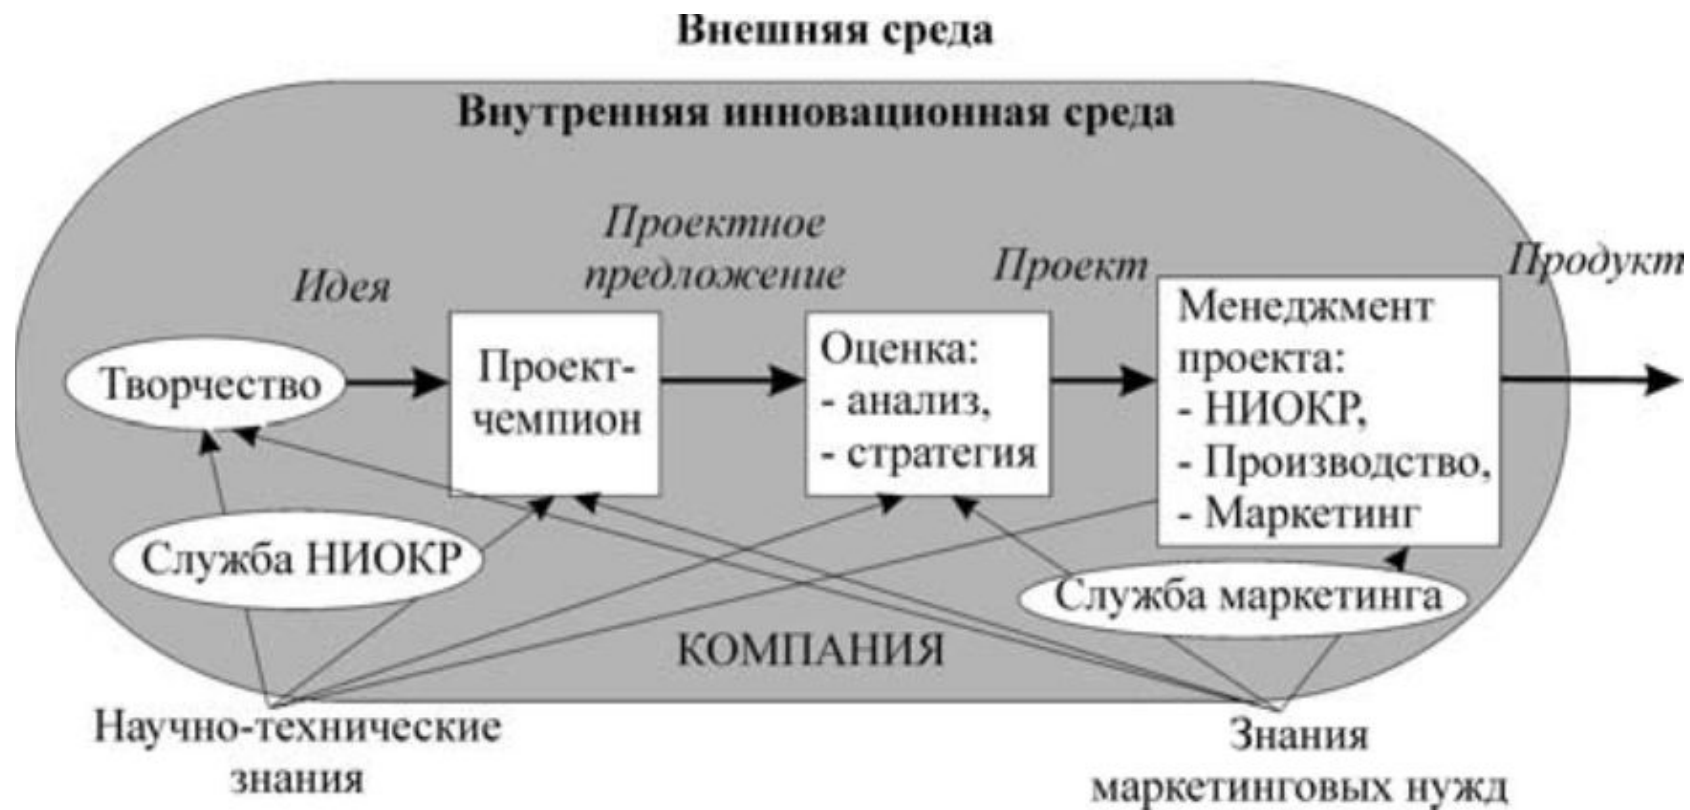 Внешняя среда
Внутренняя инновационная среда
Идея
Проектное
предложение
Проект
Продукт
Творчество
Проект-
чемпион
Оценка:
- анализ,
- стратегия
Менеджмент
проекта:
- НИОКР,
- Производство,
- Маркетинг
Служба НИОКР
Служба маркетинга
КОМПАНИЯ
Научно-технические
знания
Знания
маркетинговых нужд